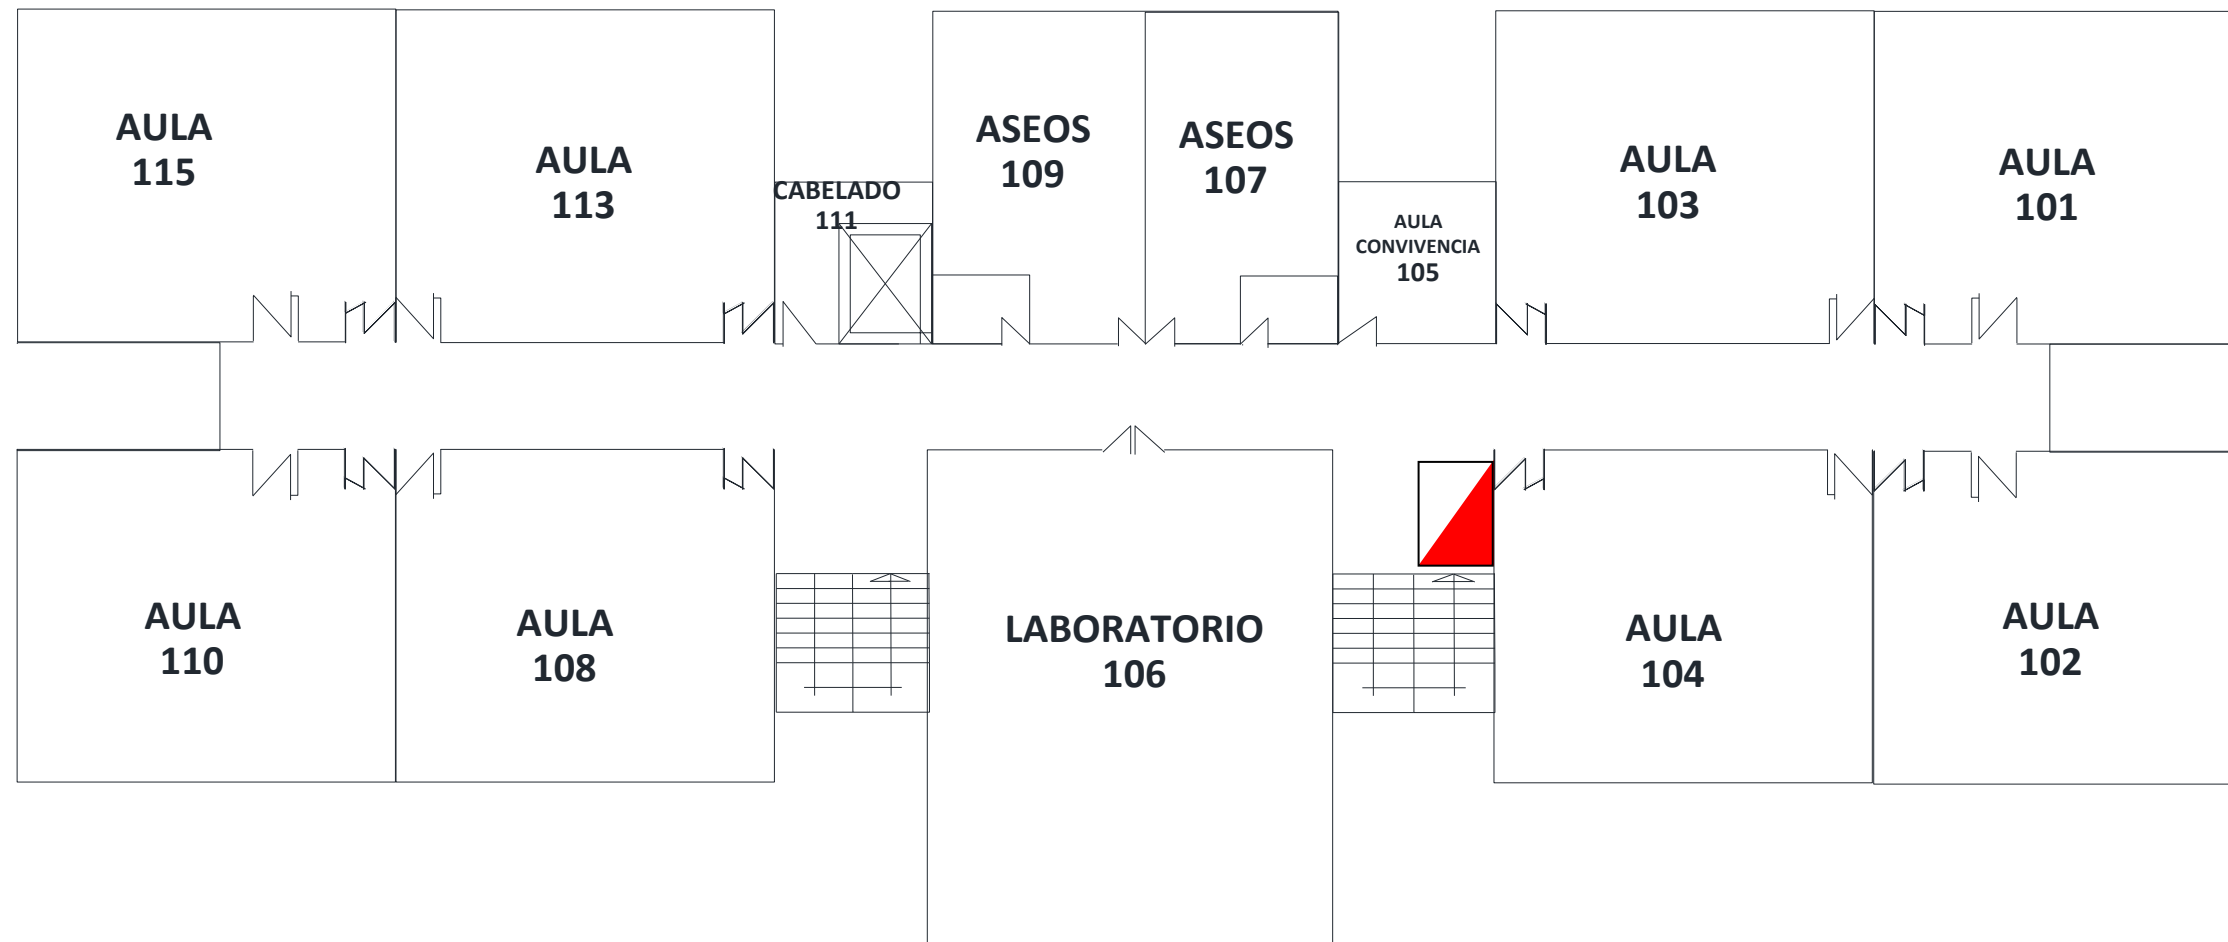 AULA
115
AULA
113
CABELADO
111
ASEOS
109
ASEOS
107
AULA
CONVIVENCIA
105
AULA
103
AULA
101
AULA
110
AULA
108
LABORATORIO
106
AULA
104
AULA
102